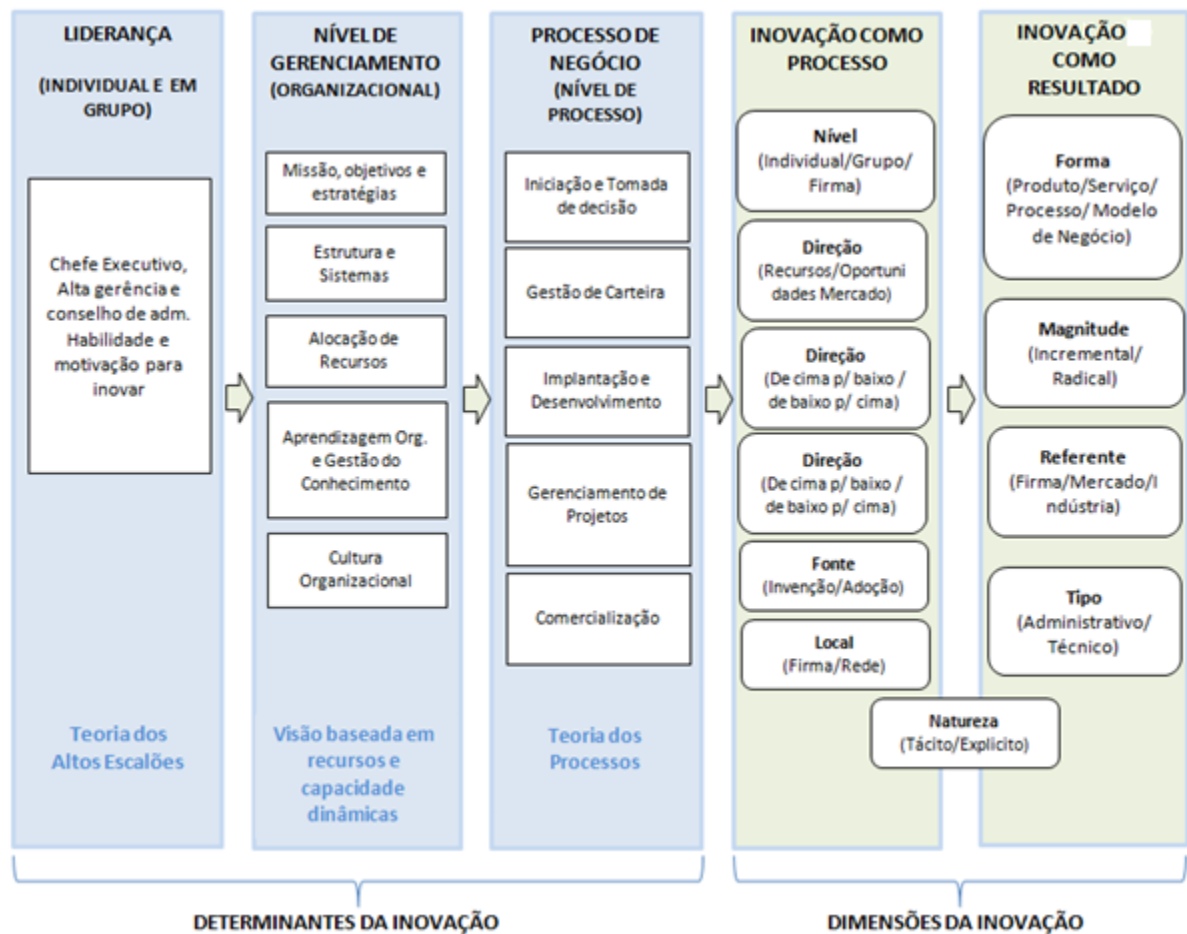 LIDERANÇA
(INDIVIDUAL E EM
GRUPO)
Chefe Executivo,
Alta gerência e
conselho de adm.
Habilidade e
motivação para
inovar
Teoria dos
Altos Escalões
NÍVEL DE
GERENCIAMENTO
(ORGANIZACIONAL)
Missão, objetivos e
estratégias
Estrutura e
Sistemas
Alocação de
Recursos
Aprendizagem Org.
e Gestão do
Conhecimento
Cultura
Organizacional
Visão baseada em
recursos e
capacidade
dinâmicas
PROCESSO DE
NEGÓCIO
(NÍVEL DE
PROCESSO)
Iniciação e Tomada
de decisão
Gestão de Carteira
Implantação e
Desenvolvimento
Gerenciamento de
Projetos
Comercialização
Teoria dos
Processos
INOVAÇÃO COMO
PROCESSO
Nível
(Individual/Grupo/
Firma)
Direção
(Recursos/Oportuni
dades Mercado)
Direção
(De cima p/ baixo /
de baixo p/ cima)
Direção
(De cima p/ baixo /
de baixo p/ cima)
Fonte
(Invenção/Adoção)
Local
(Firma/Rede)
INOVAÇÃO
COMO
RESULTADO
Forma
(Produto/Serviço/
Processo/ Modelo
de Negócio)
Magnitude
(Incremental/
Radical)
Referente
(Firma/Mercado/I
ndústria)
Tipo
(Administrativo/
Técnico)
Natureza
(Tácito/Explícito)
DETERMINANTES DA INOVAÇÃO
DIMENSÕES DA INOVAÇÃO